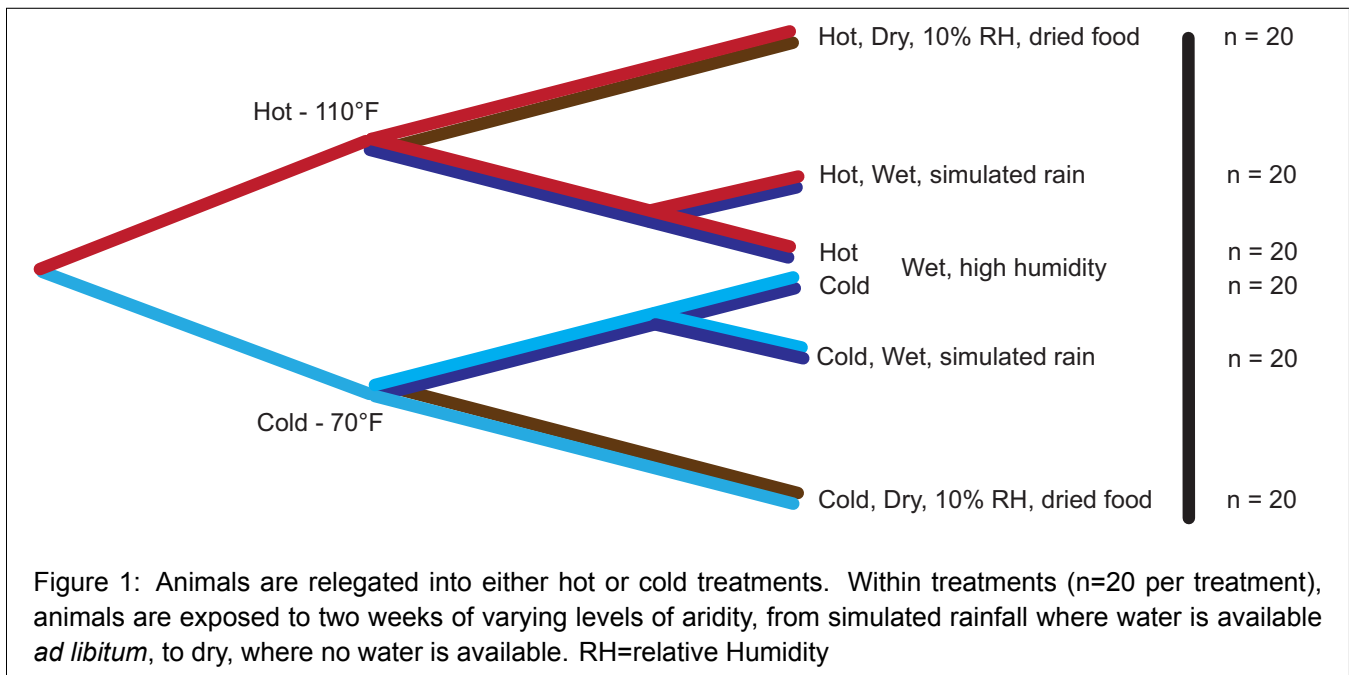 Hot, Dry, 10% RH, dried food n = 20
Hot - 110°F
Hot, Wet, simulated rain n = 20
Hot n = 20
Wet, high humidity
Cold n = 20
Cold, Wet, simulated rain n = 20
Cold - 70°F
Cold, Dry, 10% RH, dried food n = 20
Figure 1: Animals are relegated into either hot or cold treatments. Within treatments (n=20 per treatment),
animals are exposed to two weeks of varying levels of aridity, from simulated rainfall where water is available
ad libitum, to dry, where no water is available. RH=relative Humidity